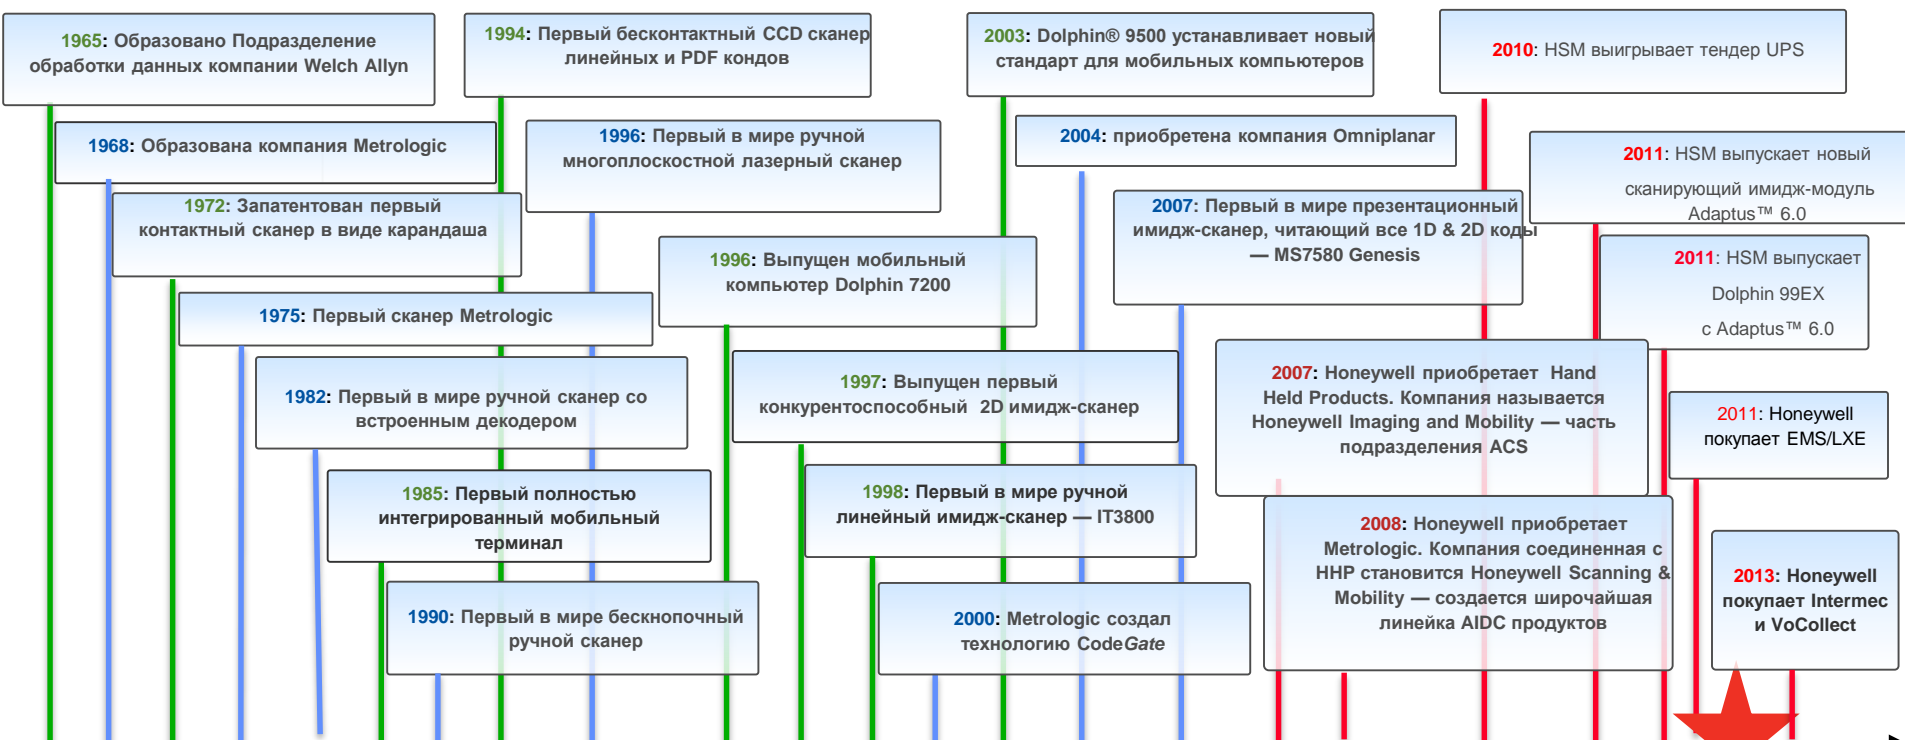 1965: Образовано Подразделение
обработки данных компании Welch Allyn
1968: Образована компания Metrologic
1972: Запатентован первый
контактный сканер в виде карандаша
1975: Первый сканер Metrologic
1982: Первый в мире ручной сканер со
встроенным декодером
1985: Первый полностью
интегрированный мобильный
терминал
1990: Первый в мире бескнопочный
ручной сканер
1994: Первый бесконтактный CCD сканер
линейных и PDF кондов
1996: Первый в мире ручной
многоплоскостной лазерный сканер
1996: Выпущен мобильный
компьютер Dolphin 7200
1997: Выпущен первый
конкурентоспособный 2D имидж-сканер
1998: Первый в мире ручной
линейный имидж-сканер — IT3800
2000: Metrologic создал
технологию CodeGate
2003: Dolphin® 9500 устанавливает новый
стандарт для мобильных компьютеров
2004: приобретена компания Omniplanar
2007: Первый в мире презентационный
имидж-сканер, читающий все 1D & 2D коды
— MS7580 Genesis
2007: Honeywell приобретает Hand
Held Products. Компания называется
Honeywell Imaging and Mobility — часть
подразделения ACS
2008: Honeywell приобретает
Metrologic. Компания соединенная с
HHP становится Honeywell Scanning &
Mobility — создается широчайшая
линейка AIDC продуктов
2010: HSM выигрывает тендер UPS
2011: HSM выпускает новый
сканирующий имидж-модуль
Adaptus™ 6.0
2011: HSM выпускает
Dolphin 99EX
с Adaptus™ 6.0
2011: Honeywell
покупает EMS/LXE
2013: Honeywell
покупает Intermec
и VoCollect